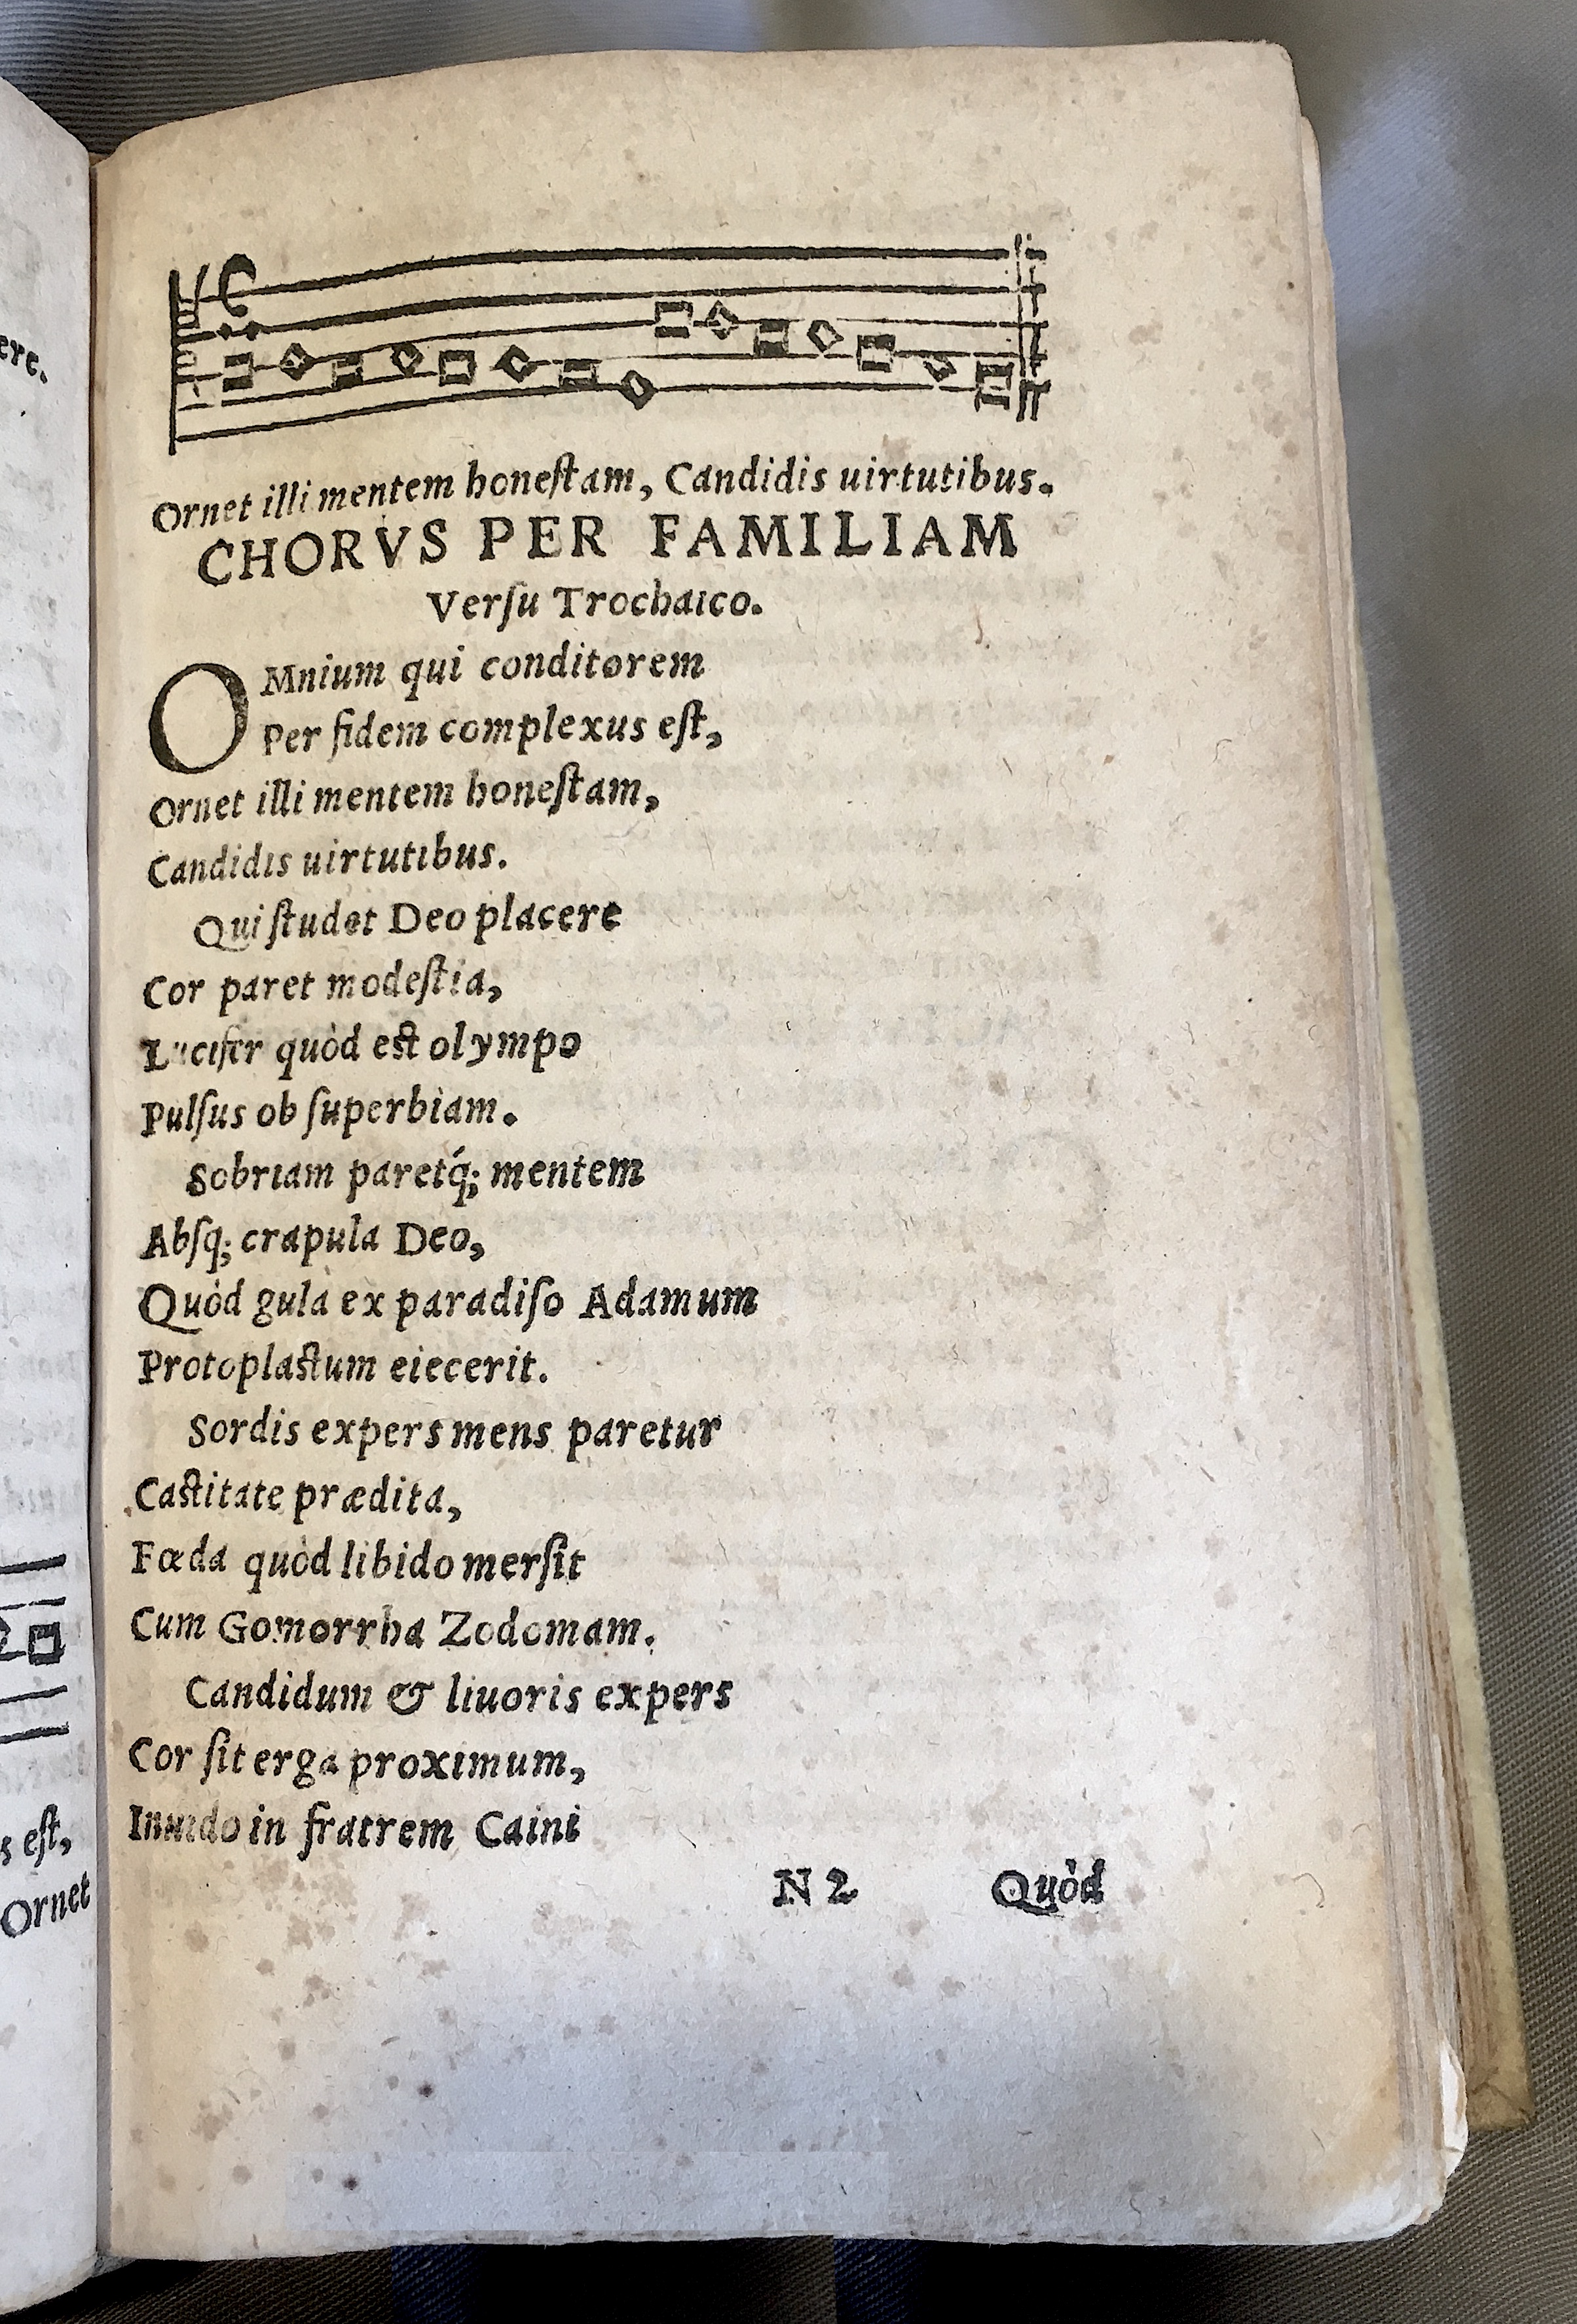 ere.
s est,
Ornet
Ornet illi mentem honeſtam, Candidis uirtutibus.
CHORVS PER FAMILIAM
Verſu Trochaico.
OMnium qui conditorem
Per fidem complexus eſt,
Ornet illi mentem honeſtam,
Candidis uirtutibus.
Qui ſtudet Deo placere
Cor paret modeſtia,
Lucifer quòd eſt olympo
Pulſus ob ſuperbiam.
Sobriam paretq́; mentem
Abſq; crapula Deo,
Quòd gula ex paradiſo Adamum
Protoplaſtum eiecerit.
Sordis expers mens paretur
Caſtitate prædita,
Fœda quòd libido merſit
Cum Gomorrha Zodomam.
Candidum & liuoris expers
Cor ſit erga proximum,
Inuido in fratrem Caini
N 2 Quòd